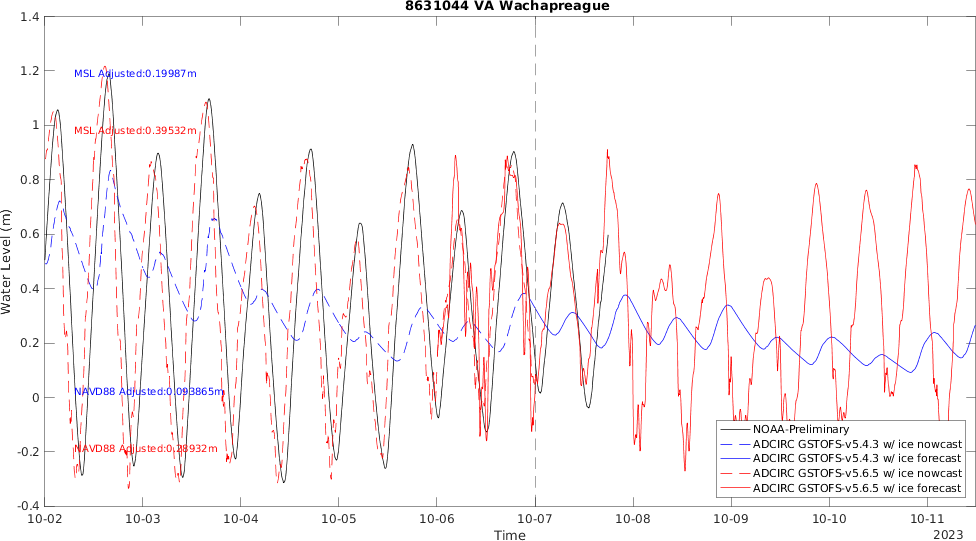 8631044 VA Wachapreague
Water Level (m)
1.4
1.2
1
0.8
0.6
0.4
0.2
0
-0.2
-0.4
MSL Adjusted:0.19987m
MSL Adjusted:0.39532m
NAVD88 Adjusted:0.093865m
NAVD88 Adjusted:0.28932m
NOAA-Preliminary
ADCIRC GSTOFS-v5.4.3 w/ ice nowcast
ADCIRC GSTOFS-v5.4.3 w/ ice forecast
ADCIRC GSTOFS-v5.6.5 w/ ice nowcast
ADCIRC GSTOFS-v5.6.5 w/ ice forecast
10-02 10-03 10-04 10-05 10-06 10-07 10-08 10-09 10-10 10-11
Time
2023